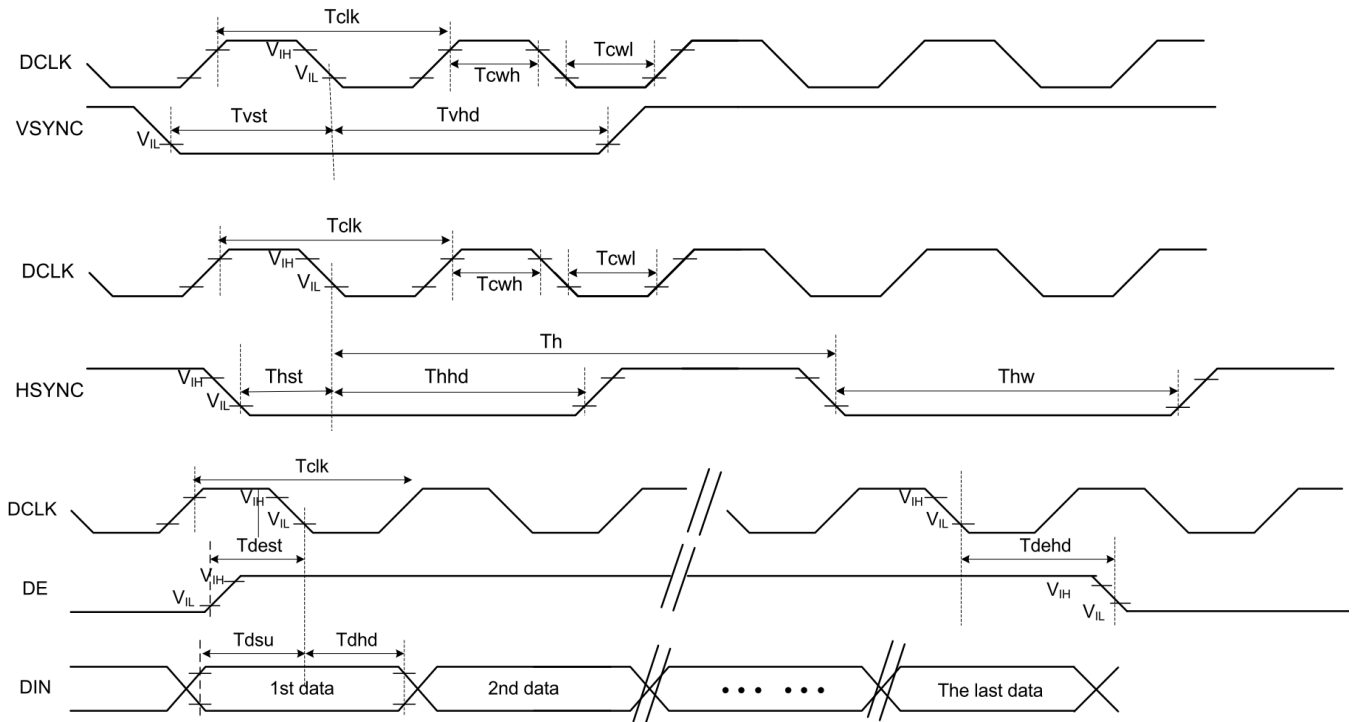 Tclk
DCLK
VIH
VIL
Tcwh
Tcwl
VSYNC
VIL
Tvst
Tvhd
Tclk
DCLK
VIH
VIL
Tcwh
Tcwl
Th
HSYNC
VIH
VIL
Thst
Thhd
Thw
Tclk
DCLK
VIH
VIL
VIH
VIL
Tdest
Tdehd
DE
VIH
VIL
VIH
VIL
Tdsu
Tdhd
DIN
1st data
2nd data
••• •••
The last data